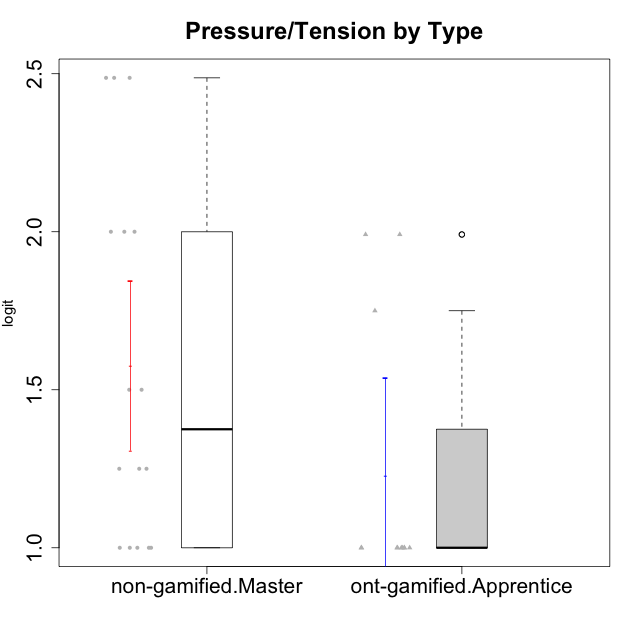 Pressure/Tension by Type
logit
2.5
2.0
1.5
1.0
non-gamified.Master
ont-gamified.Apprentice